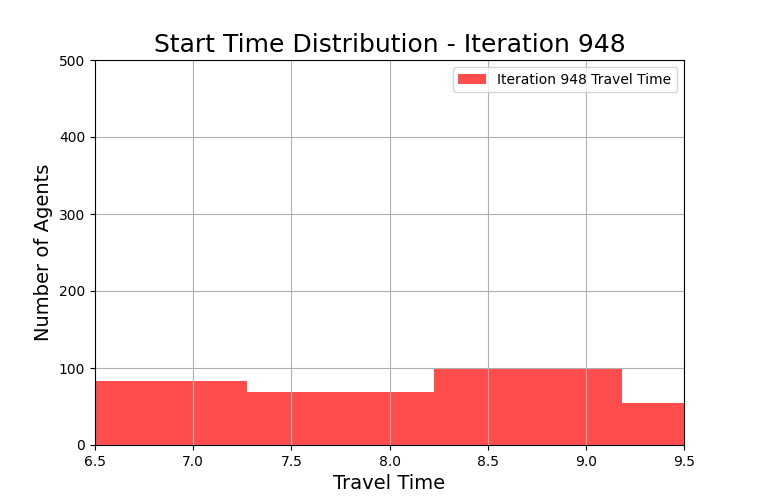 Start Time Distribution - Iteration 948
500
Iteration 948 Travel Time
400
300
200
100
0
Number of Agents
6.5 7.0 7.5 8.0 8.5 9.0 9.5
Travel Time